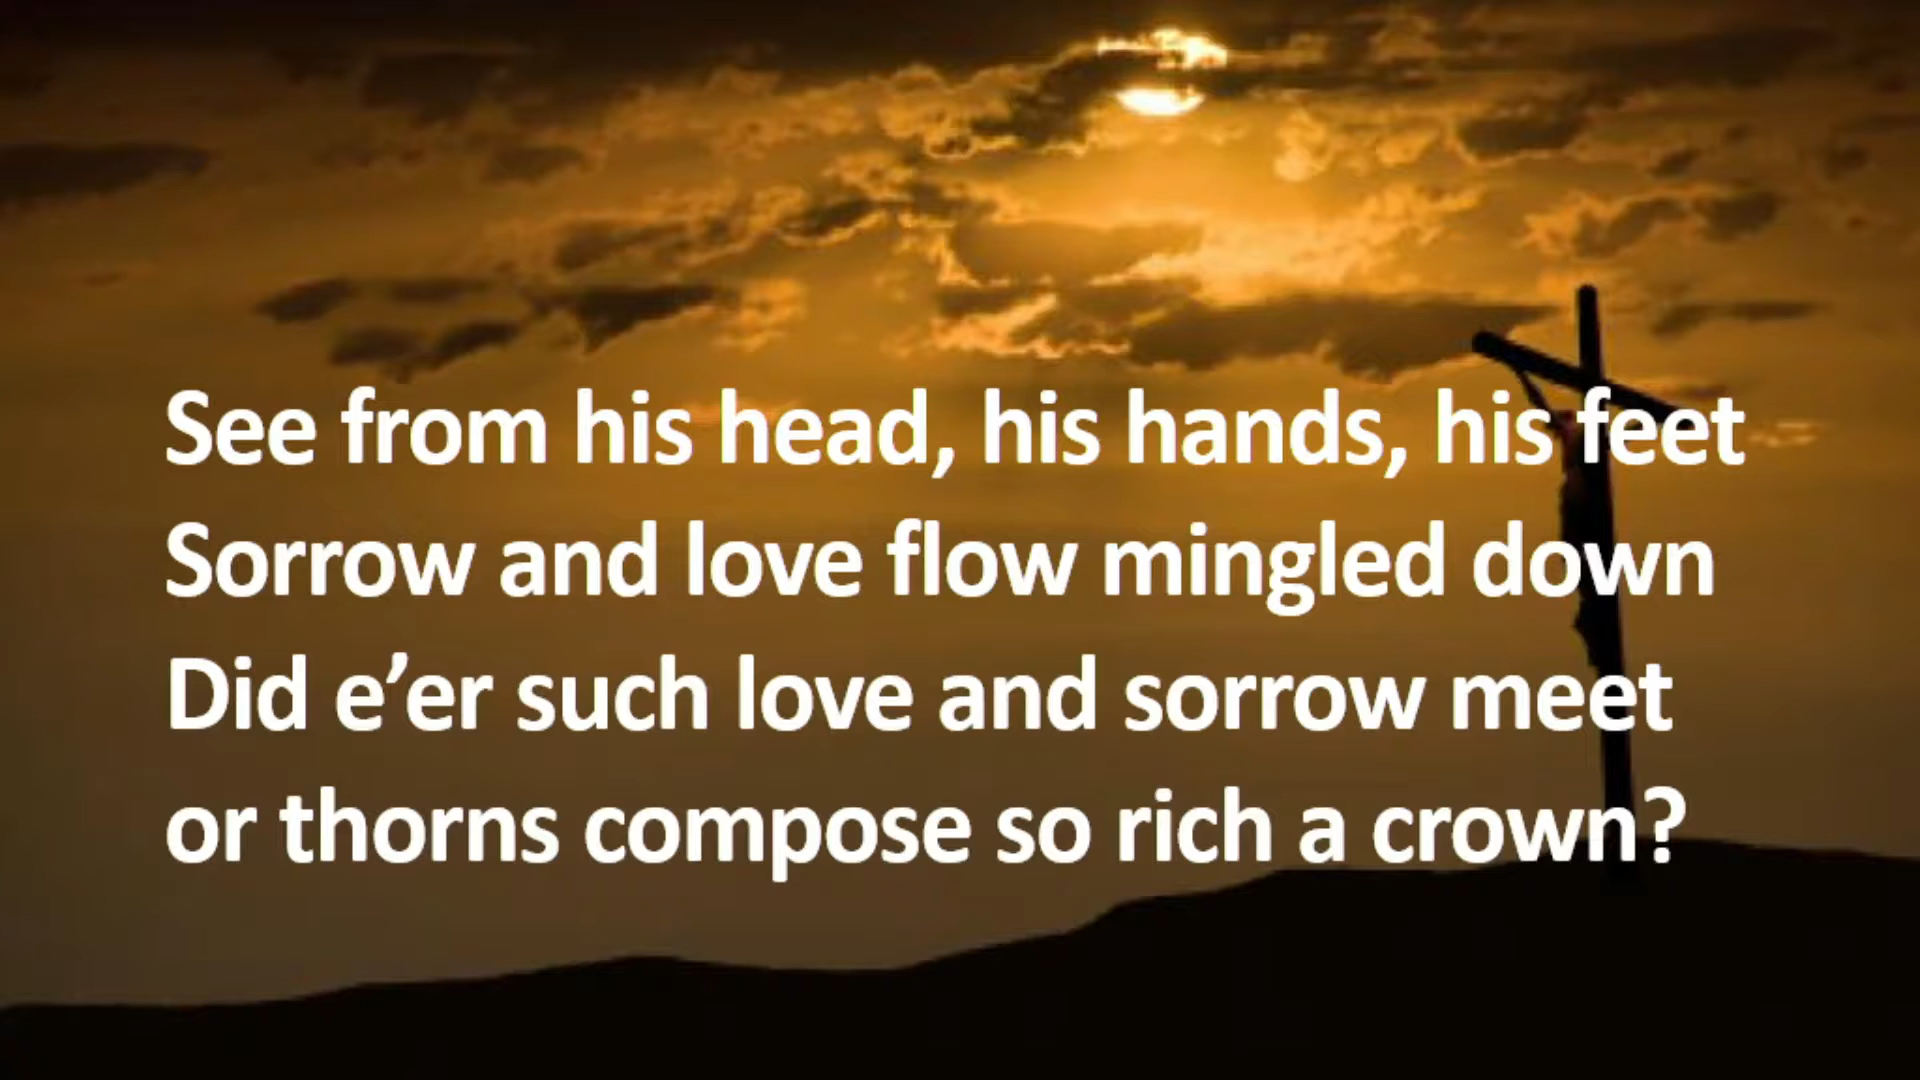 See from his head, his hands, his feet
Sorrow and love flow mingled down
Did e’er such love and sorrow meet
or thorns compose so rich a crown?